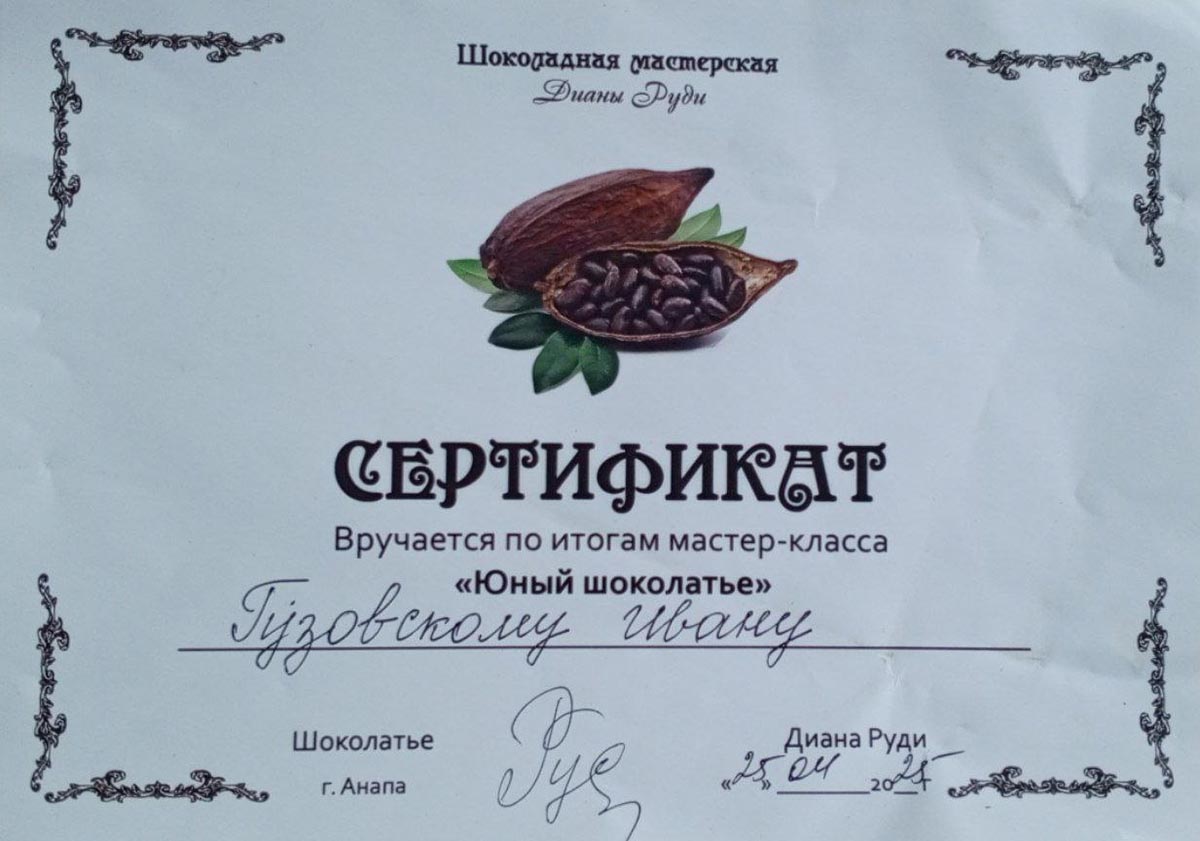 Шоколадная мастерская
Дианы Руди
СЕРТИФИКАТ
Вручается по итогам мастер-класса
«Юный шоколатье»
Гузовскому Ивану
Шоколатье
Руд
Диана Руди
г. Анапа
«25» 04 2025 г